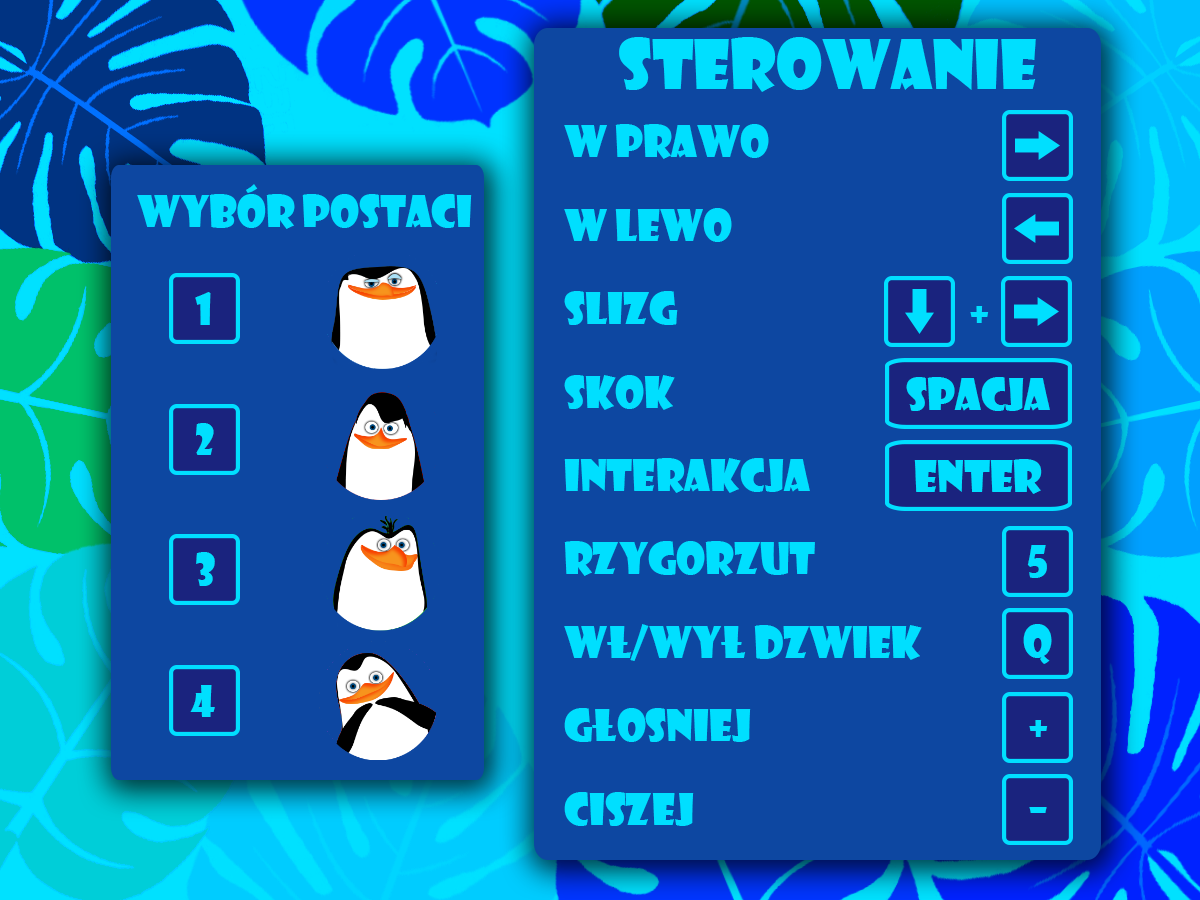 WYBÓR POSTACI
1
2
3
4
STEROWANIE
W PRAWO
W LEWO
SLIZG +
SKOK SPACJA
INTERAKCJA ENTER
RZYGORZUT 5
WŁ/WYŁ DZWIEK Q
GŁOSNIEJ +
CISZEJ -